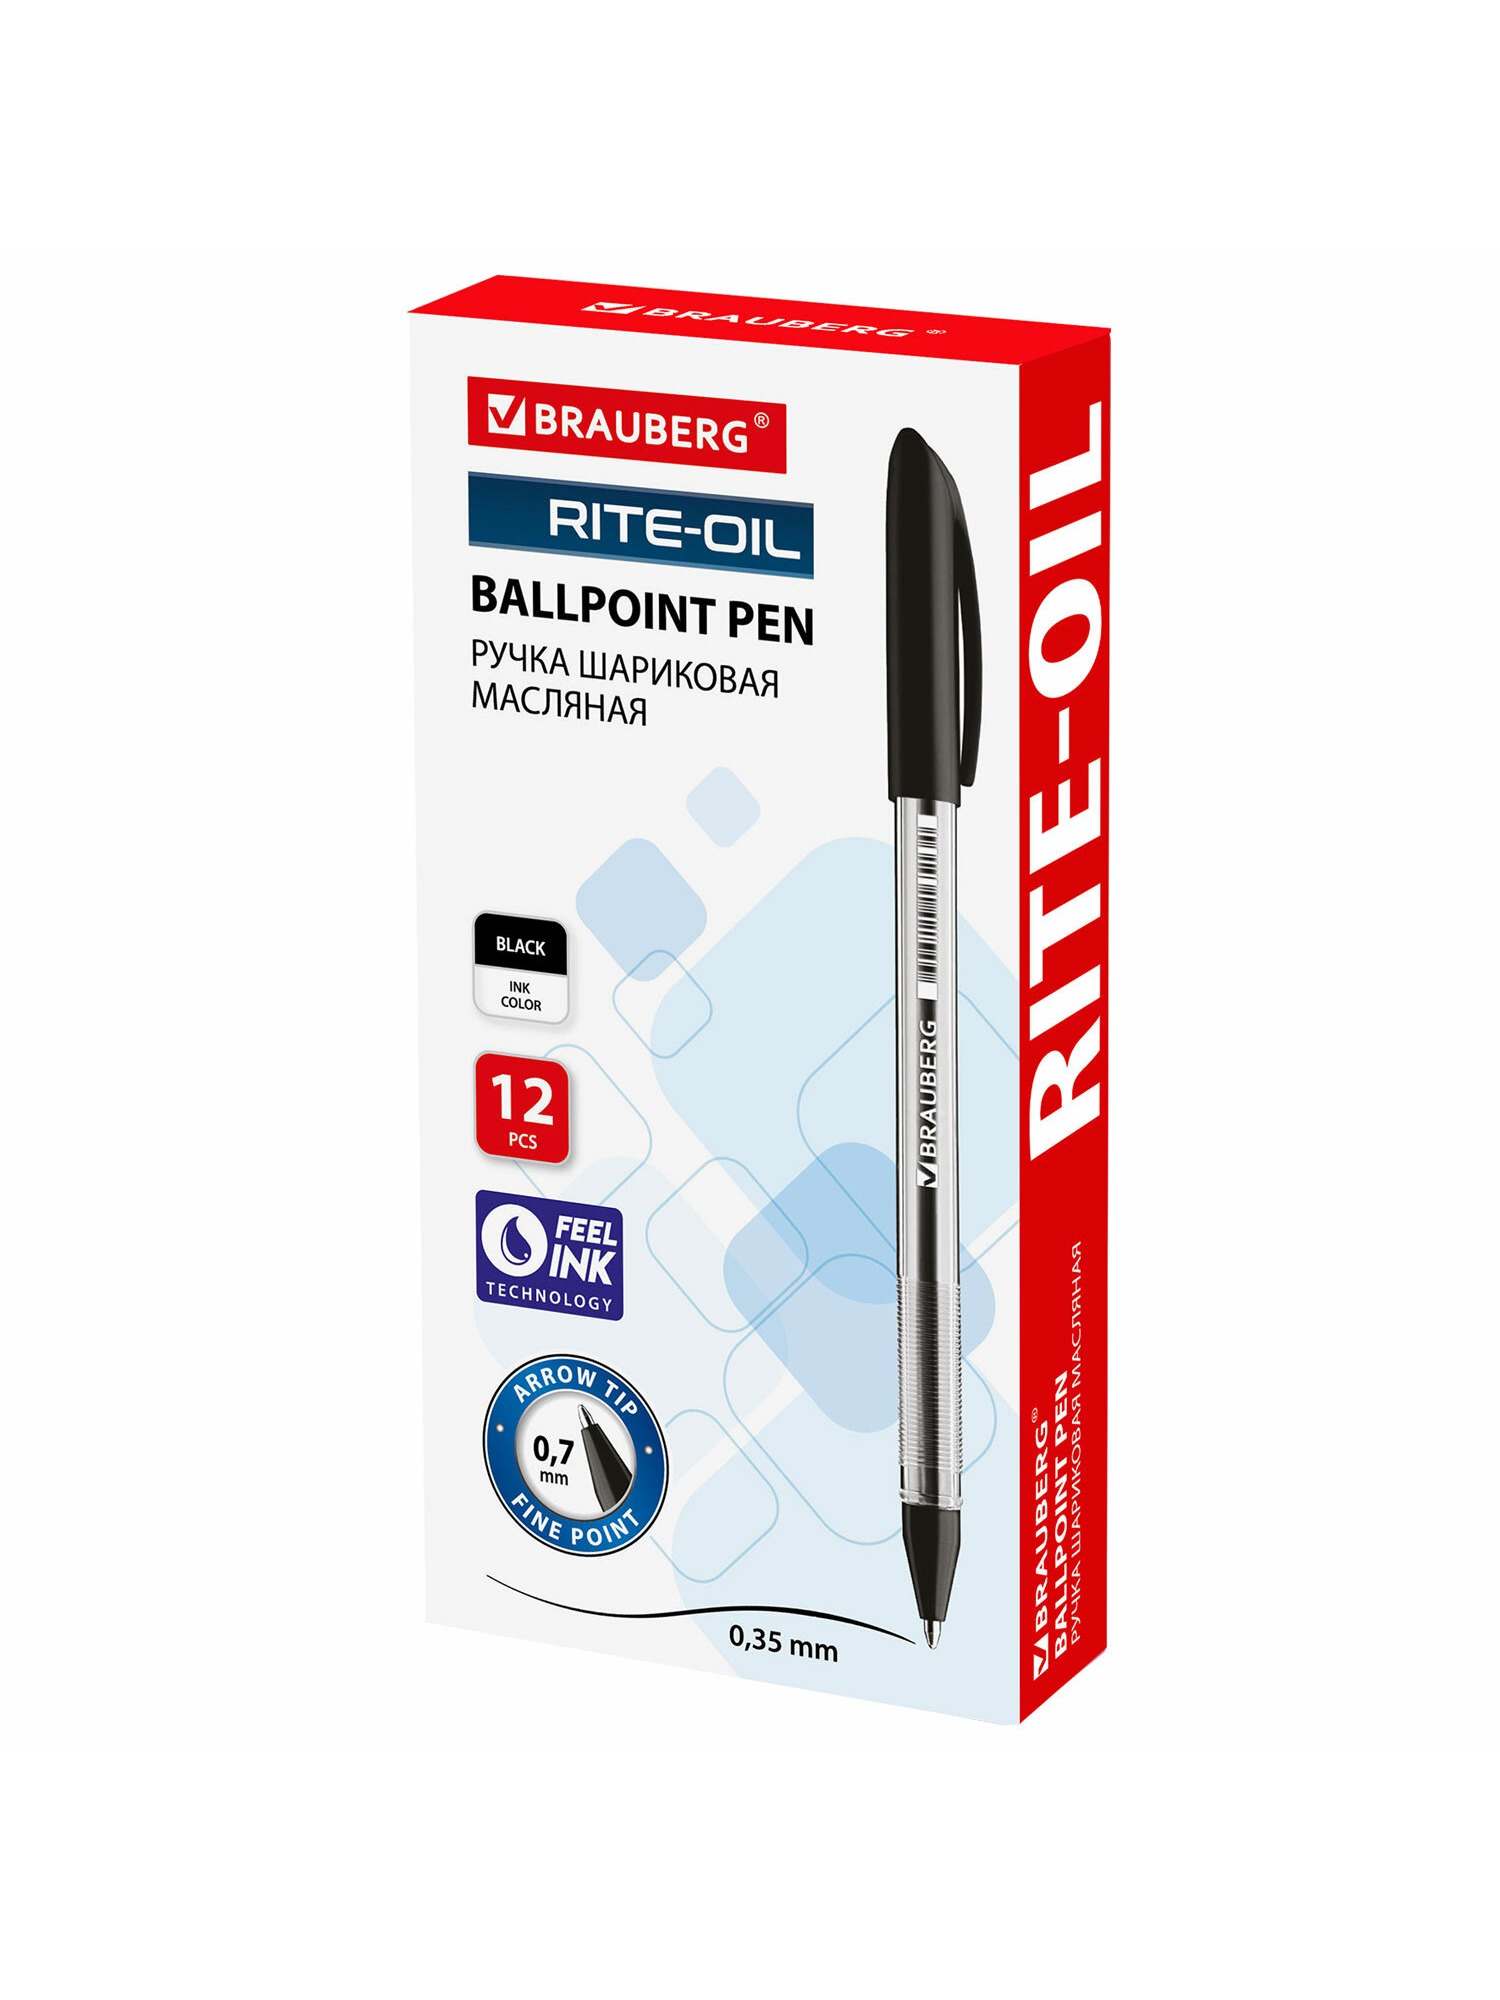 BRAUBERG ®
BRAUBERG®
RITE-OIL
BALLPOINT PEN
РУЧКА ШАРИКОВАЯ
МАСЛЯНАЯ
BLACK
INK
COLOR
12
PCS
FEEL
INK
TECHNOLOGY
ARROW TIP
0,7
mm
FINE POINT
0,35 mm
BRAUBERG
RITE-OIL
BRAUBERG®
BALLPOINT PEN
РУЧКА ШАРИКОВАЯ МАСЛЯНАЯ